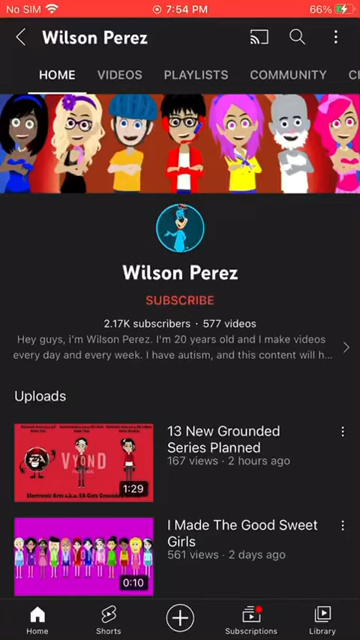 No SIM 7:54 PM 66%
Wilson Perez
HOME VIDEOS PLAYLISTS COMMUNITY
Wilson Perez
SUBSCRIBE
2.17K subscribers · 577 videos
Hey guys, i'm Wilson Perez. I'm 20 years old and I make videos
every day and every week. I have autism, and this content will h...
Uploads
13 New Grounded
Series Planned
167 views · 2 hours ago
VYOND
1:29
I Made The Good Sweet
Girls
561 views · 2 days ago
0:10
Home Shorts Subscriptions Library